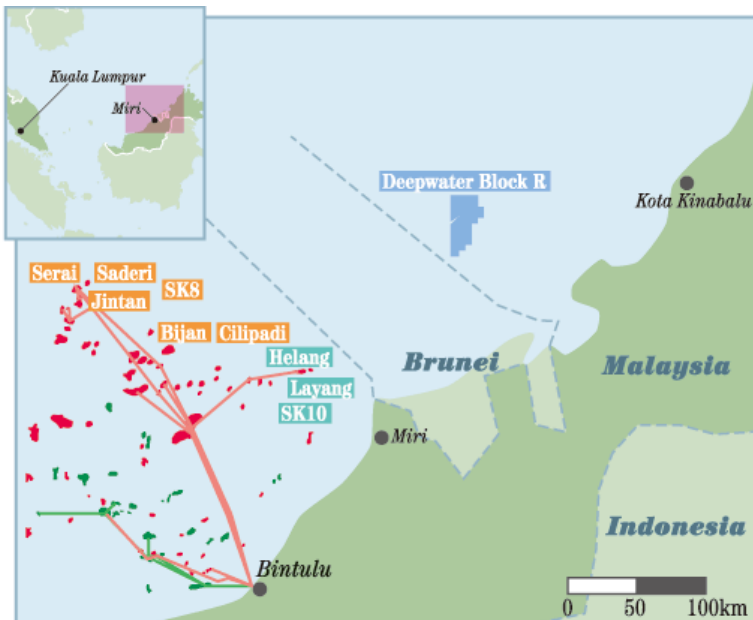 Kuala Lumpur
Miri
Deepwater Block R
Kota Kinabalu
Serai
Saderi
SK8
Jintan
Bijan
Cilipadi
Helang
Layang
SK10
Brunei
Malaysia
Miri
Indonesia
Bintulu
0 50 100km